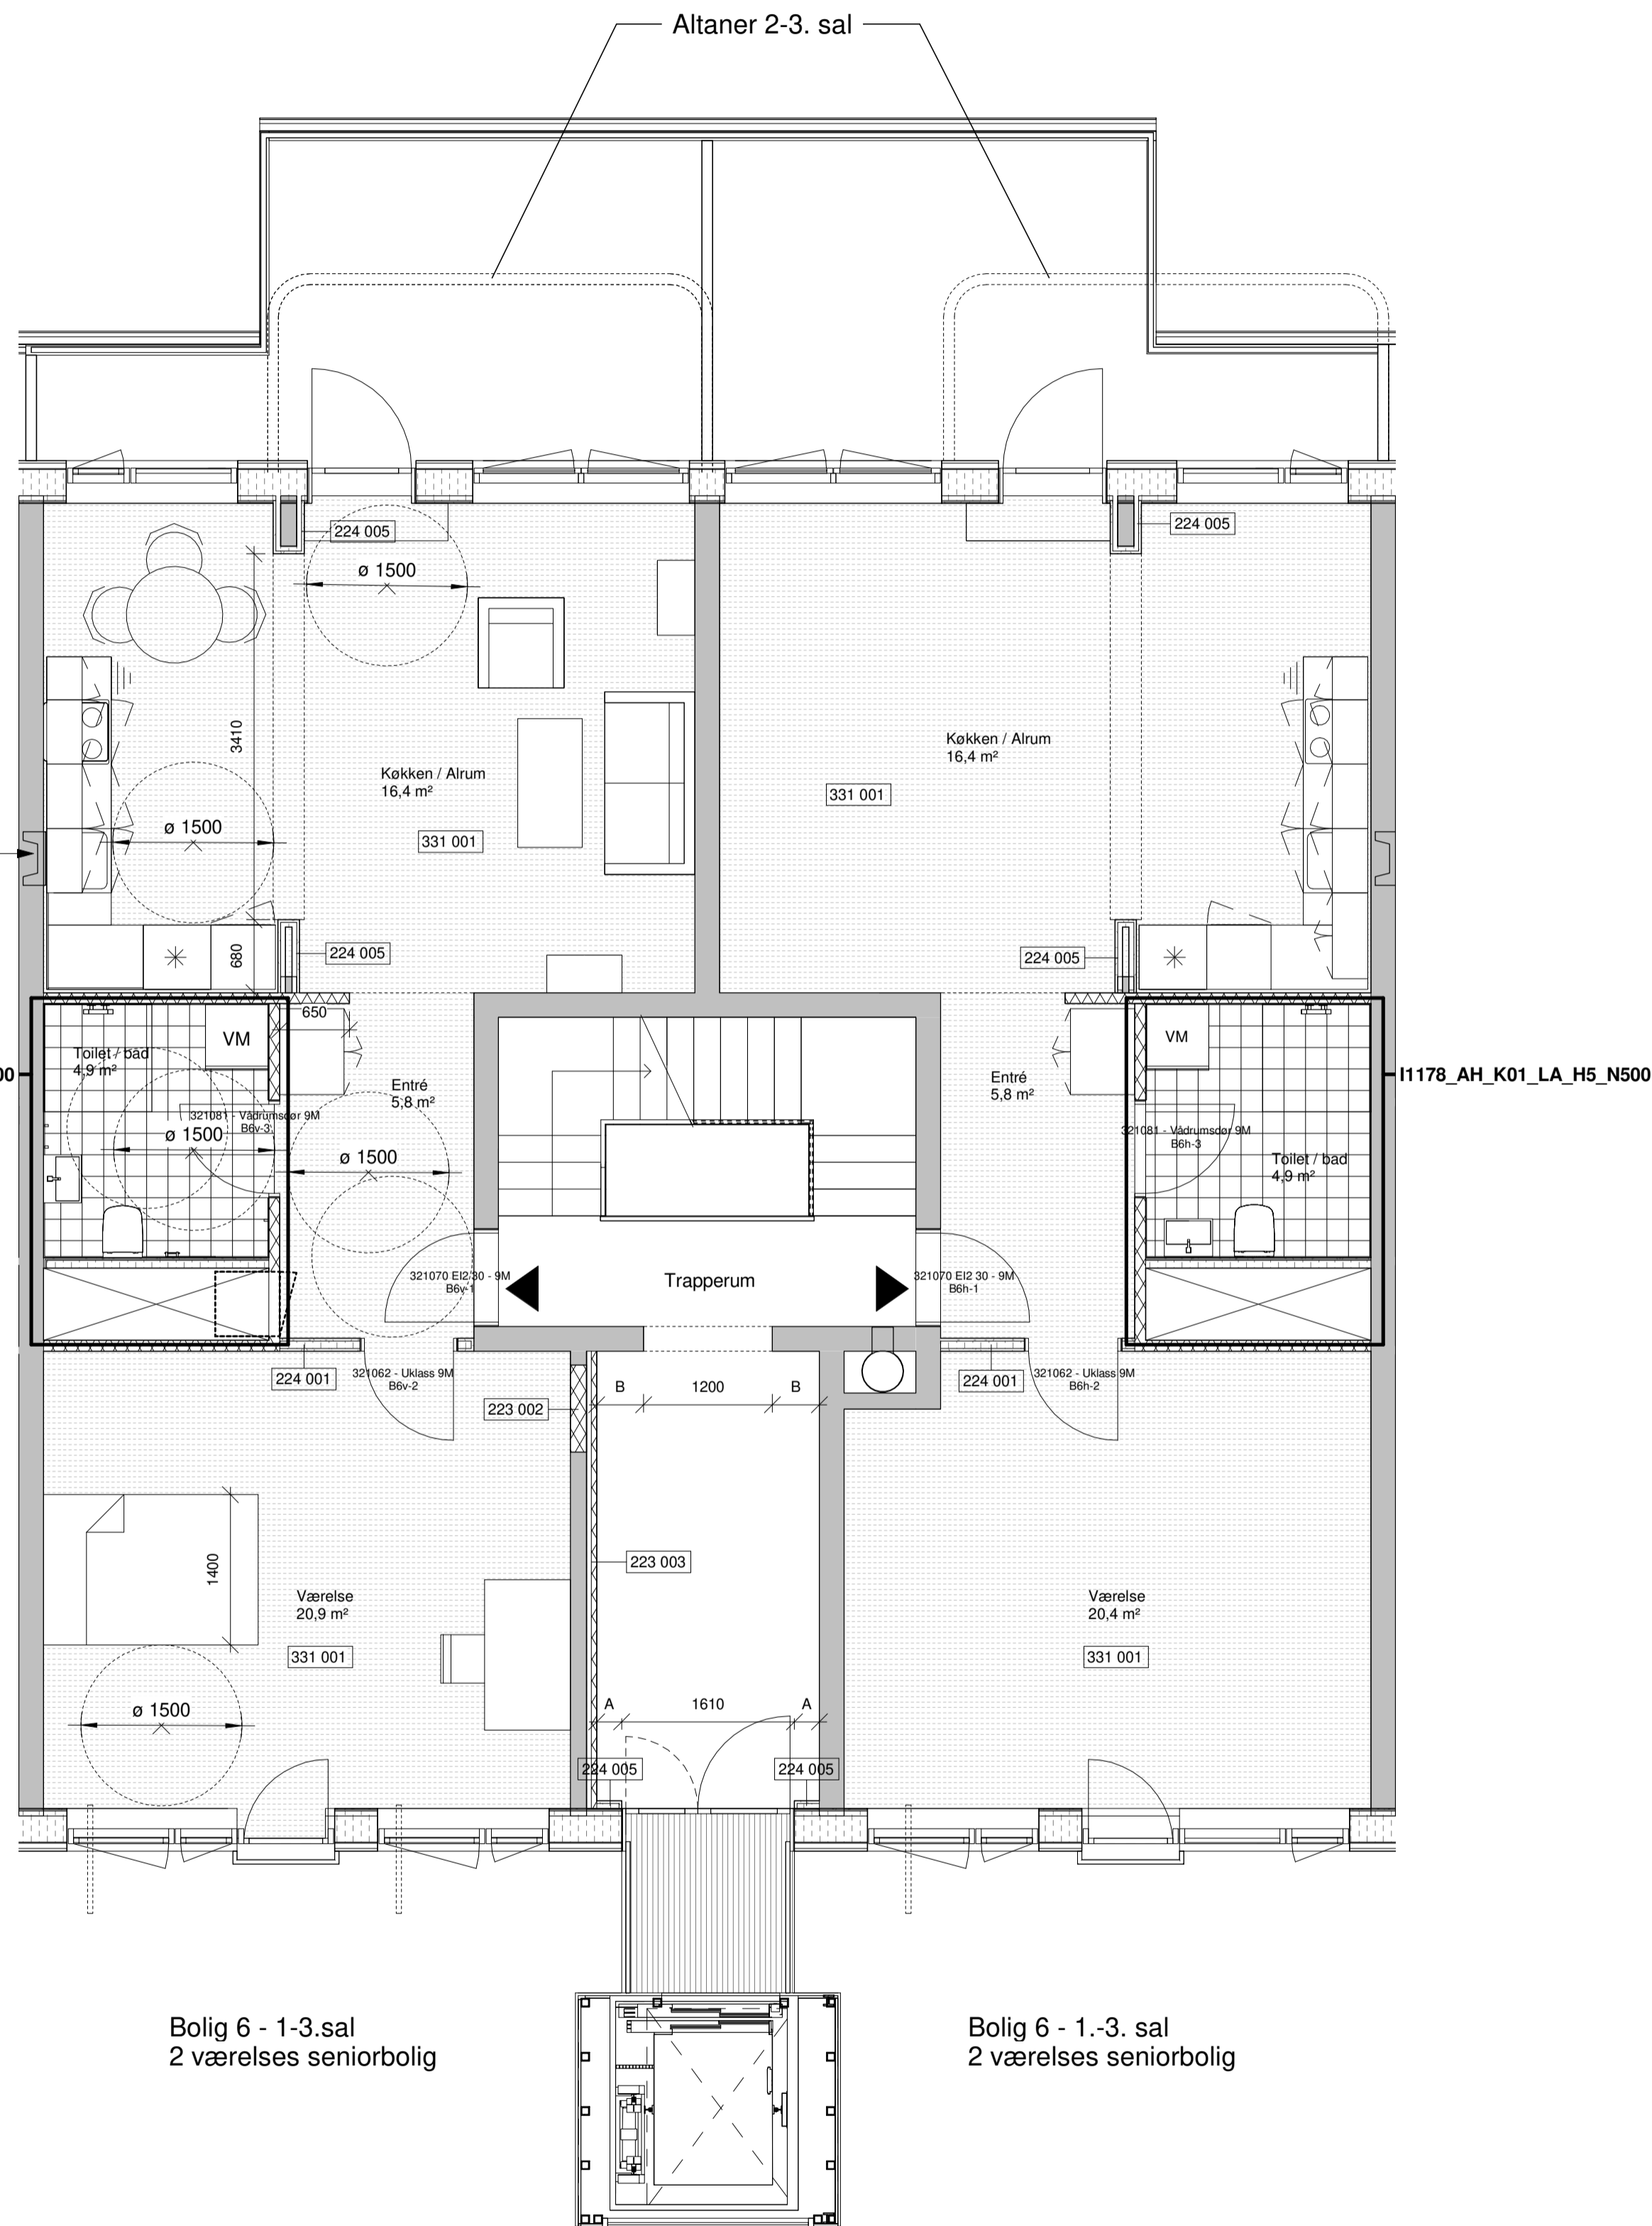 Altaner 2-3. sal
224 005
224 005
ø 1500
3410
Køkken / Alrum
16,4 m²
Køkken / Alrum
16,4 m²
331 001
331 001
ø 1500
680
224 005
224 005
650
VM
VM
Toilet / bad
4,9 m²
00
I1178_AH_K01_LA_H5_N500
Entré
5,8 m²
Entré
5,8 m²
321081 - Vådrumsdør 9M
B6v-3
ø 1500
321081 - Vådrumsdør 9M
B6h-3
ø 1500
Toilet / bad
4,9 m²
321070 EI2 30 - 9M
B6v-1
Trapperum
321070 EI2 30 - 9M
B6h-1
224 001
321062 - Uklass 9M
B6v-2
224 001
321062 - Uklass 9M
B6h-2
B
1200
B
223 002
223 003
1400
Værelse
20,9 m²
Værelse
20,4 m²
331 001
331 001
ø 1500
A
1610
A
224 005
224 005
Bolig 6 - 1-3.sal
2 værelses seniorbolig
Bolig 6 - 1.-3. sal
2 værelses seniorbolig